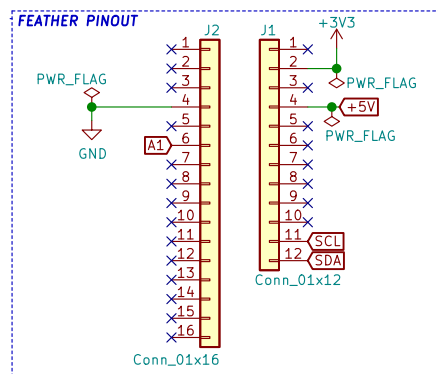 FEATHER PINOUT
J2
J1
+3V3
1
2
3
4
5
6
7
8
9
10
11
12
13
14
15
16
PWR_FLAG
GND
A1
Conn_01x16
1
2
3
4
5
6
7
8
9
10
11
12
PWR_FLAG
+5V
PWR_FLAG
SCL
SDA
Conn_01x12